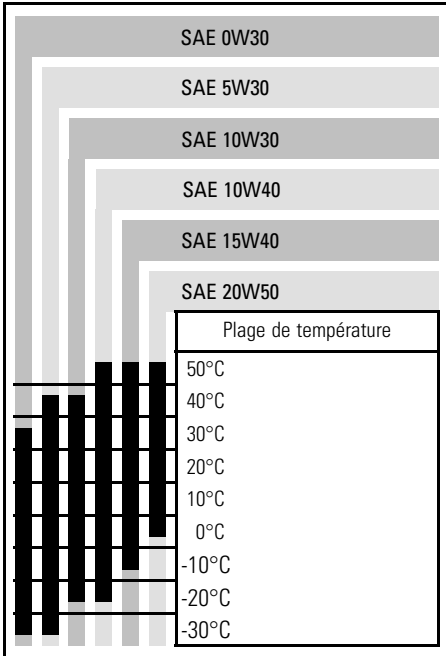 SAE 0W30
SAE 5W30
SAE 10W30
SAE 10W40
SAE 15W40
SAE 20W50
Plage de température
50°C
40°C
30°C
20°C
10°C
0°C
-10°C
-20°C
-30°C